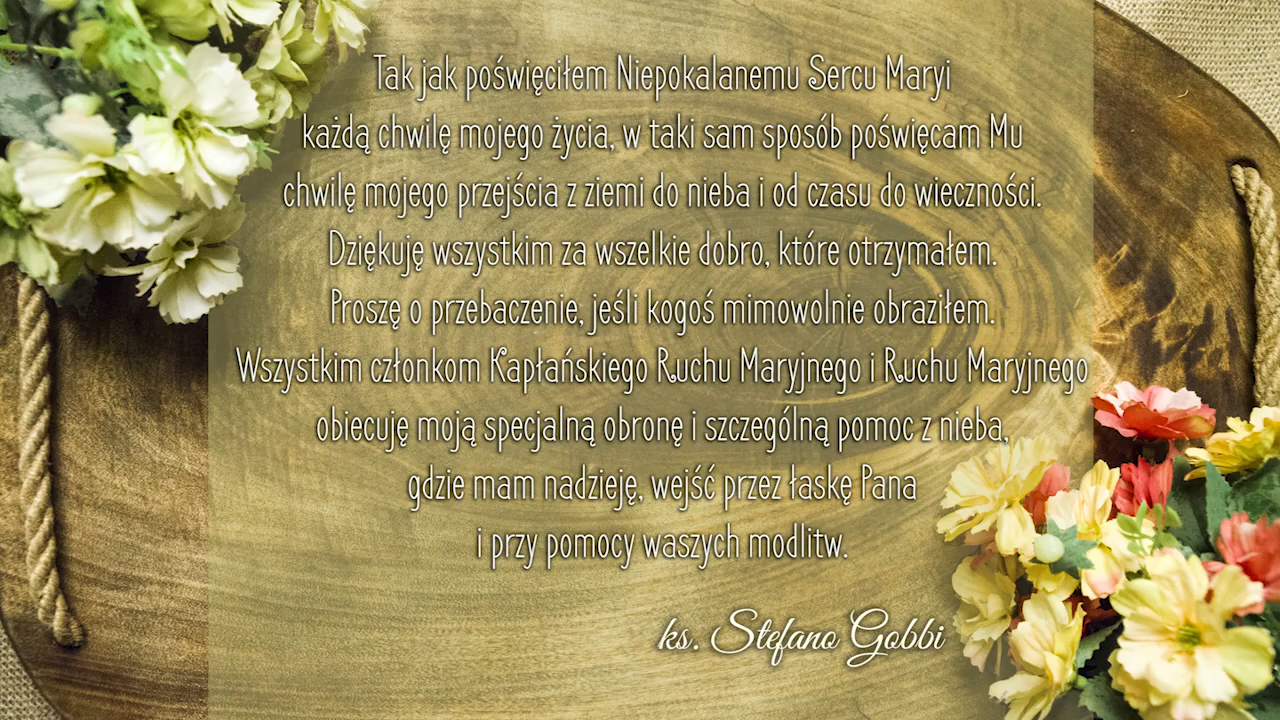 Tak jak poświęciłem Niepokalanemu Sercu Maryi
każdą chwilę mojego życia, w taki sam sposób poświęcam Mu
chwilę mojego przejścia z ziemi do nieba i od czasu do wieczności.
Dziękuję wszystkim za wszelkie dobro, które otrzymałem.
Proszę o przebaczenie, jeśli kogoś mimowolnie obraziłem.
Wszystkim członkom Kapłańskiego Ruchu Maryjnego i Ruchu Maryjnego
obiecuję moją specjalną obronę i szczególną pomoc z nieba,
gdzie mam nadzieję, wejść przez łaskę Pana
i przy pomocy waszych modlitw.
ks. Stefano Gobbi